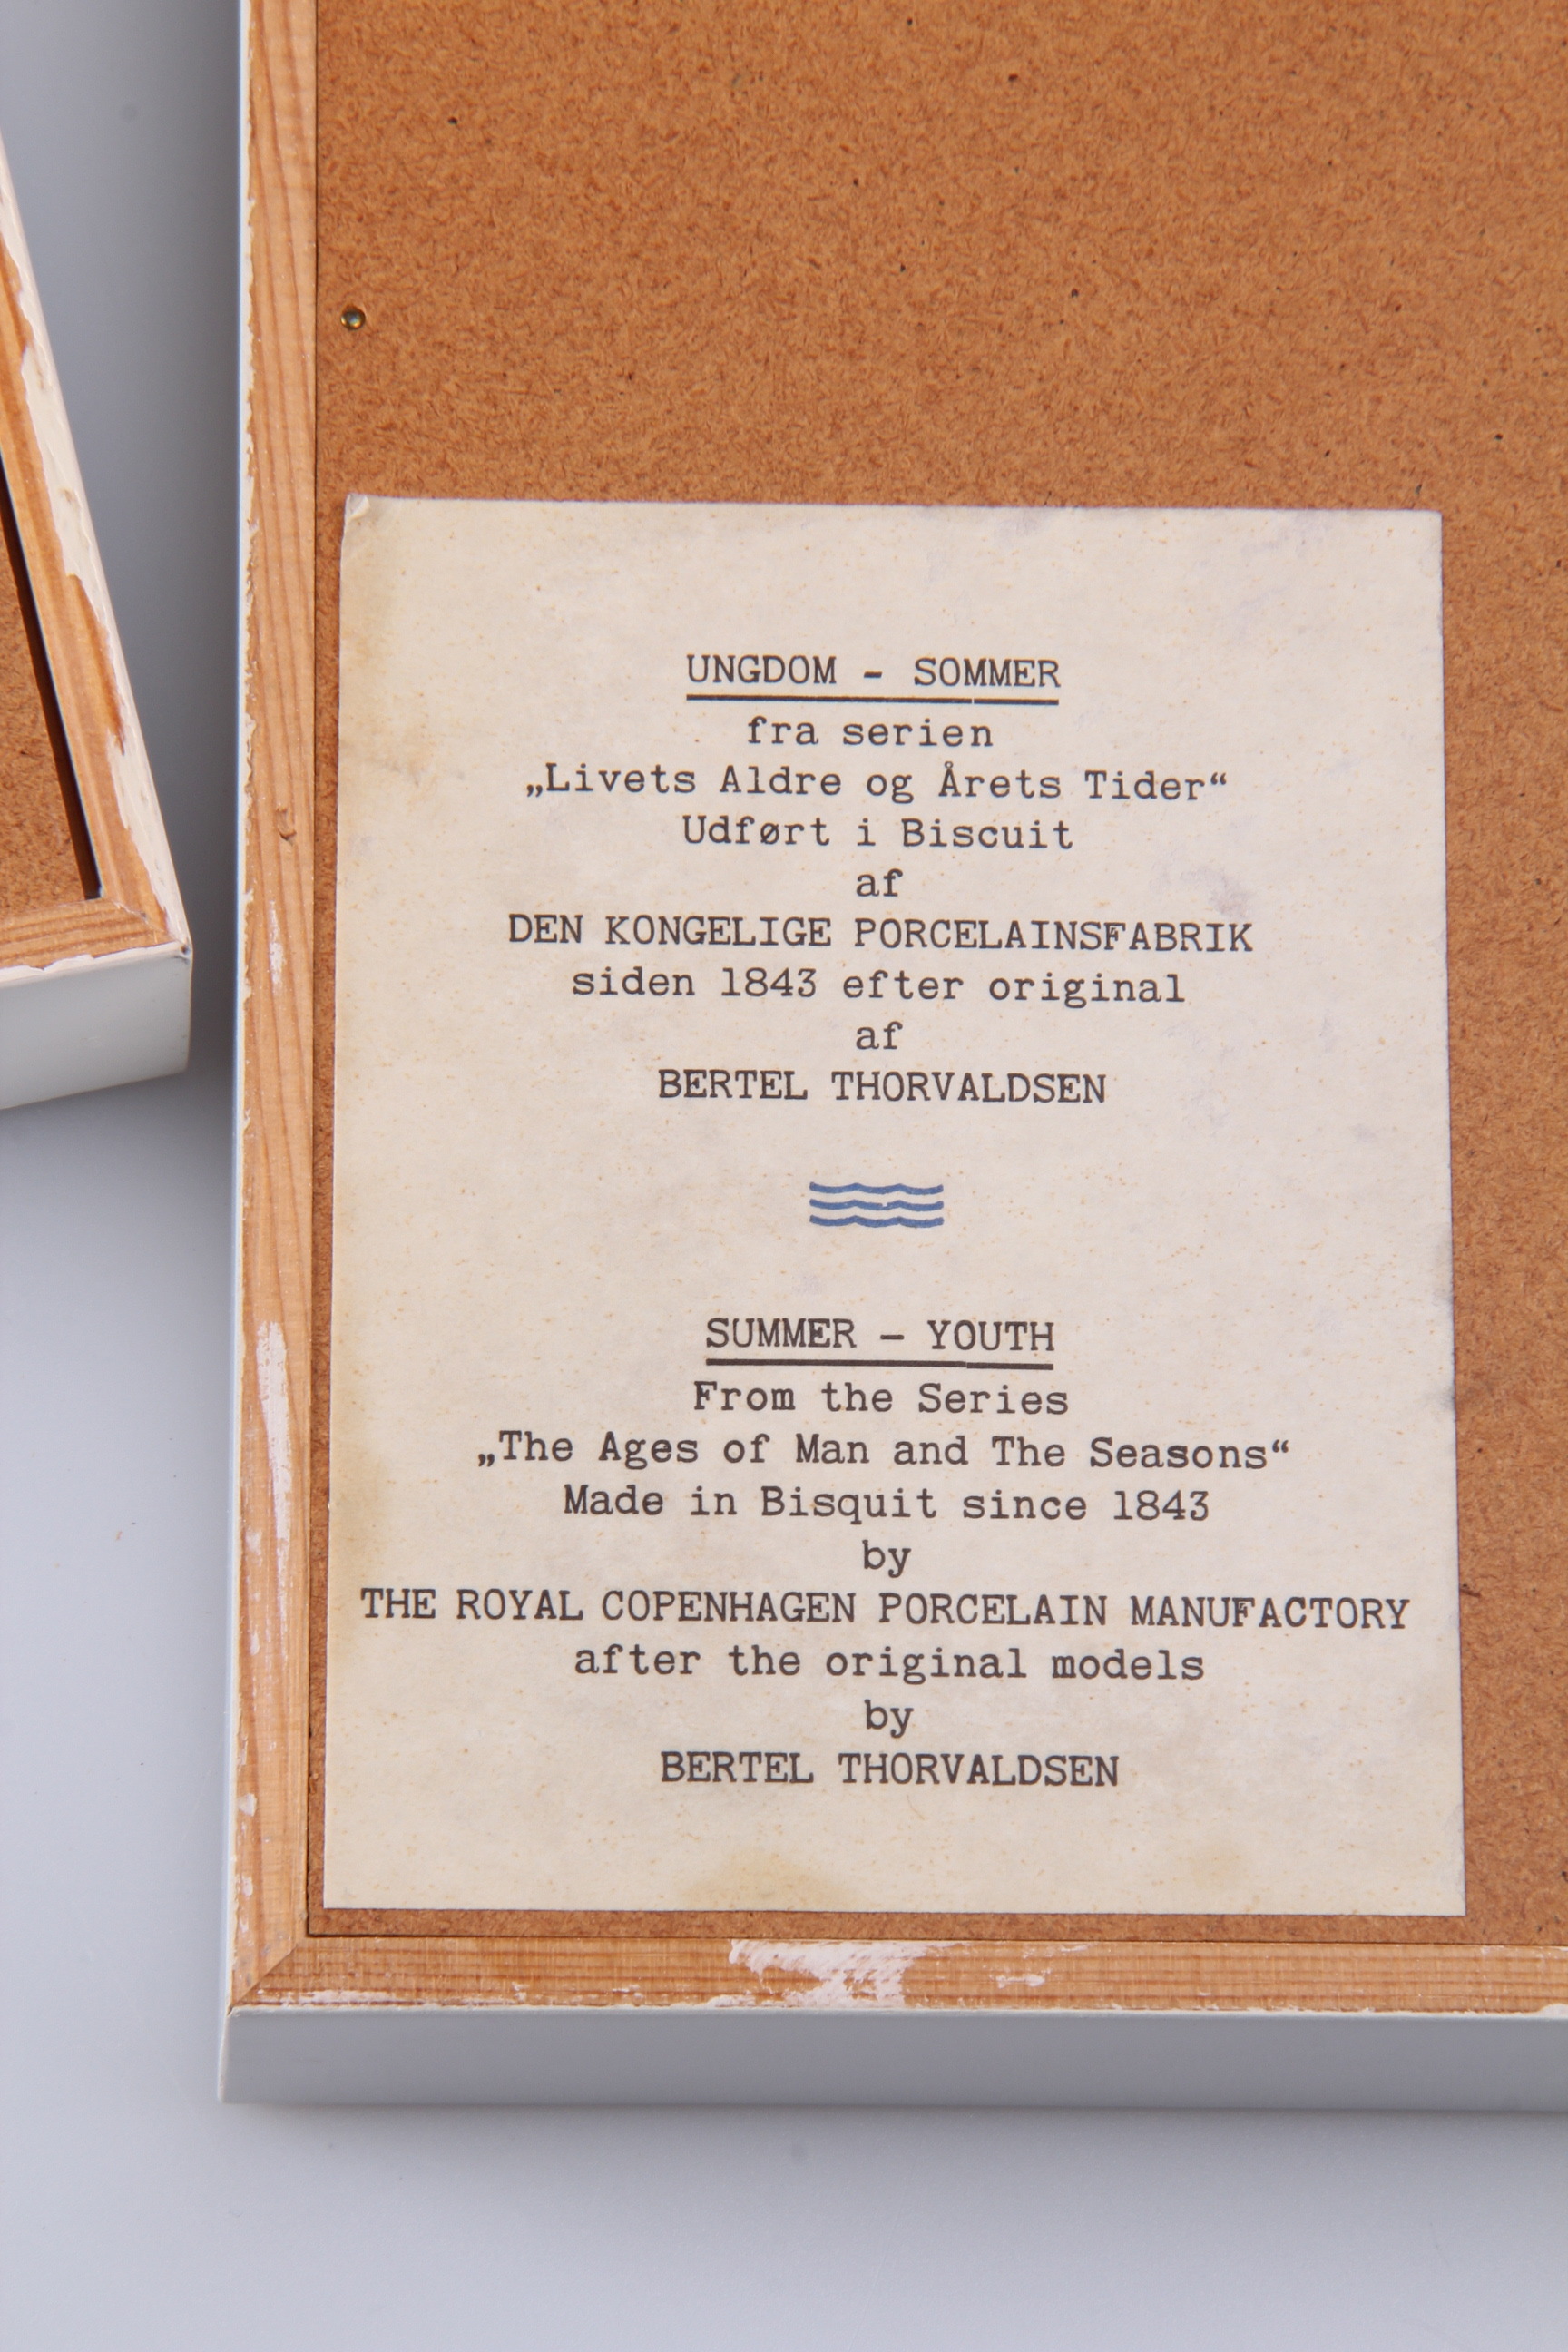 UNGDOM - SOMMER
fra serien
„Livets Aldre og Årets Tider“
Udført i Biscuit
af
DEN KONGELIGE PORCELAINSFABRIK
siden 1843 efter original
af
BERTEL THORVALDSEN
SUMMER - YOUTH
From the Series
„The Ages of Man and The Seasons“
Made in Bisquit since 1843
by
THE ROYAL COPENHAGEN PORCELAIN MANUFACTORY
after the original models
by
BERTEL THORVALDSEN